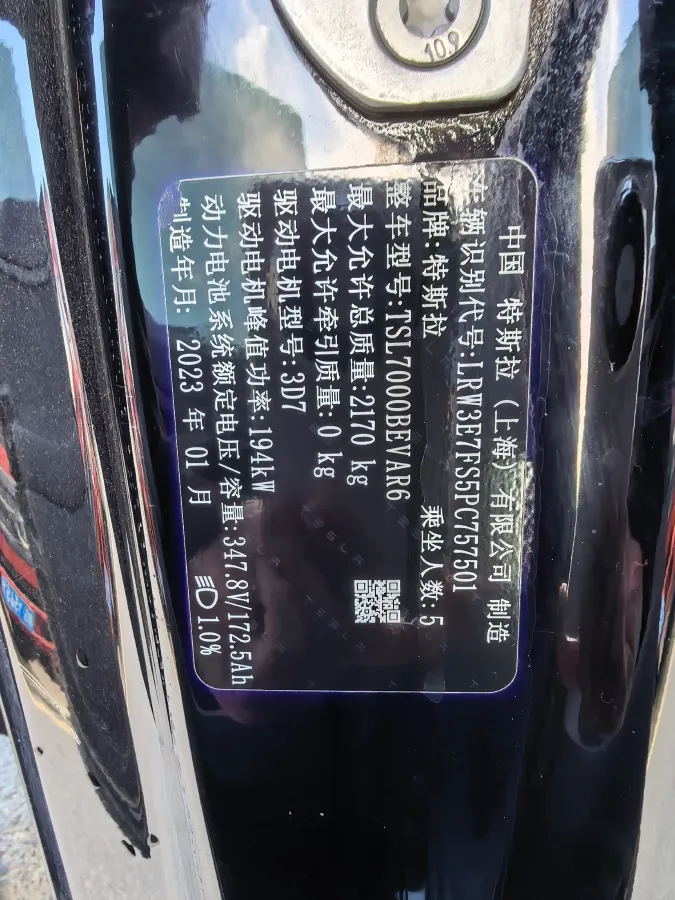 10.9
中国 特斯拉 (上海) 有限公司 制造
车辆识别代号:LRW3E7FS5PC757501
品牌:特斯拉 乘坐人数:5
整车型号:TSL7000BEVAR6
最大允许总质量:2170 kg
最大允许牵引质量:0 kg
驱动电机型号:3D7
驱动电机峰值功率:194kW
动力电池系统额定电压/容量:347.8V/172.5Ah
制造年月: 2023 年 01 月 1.0%